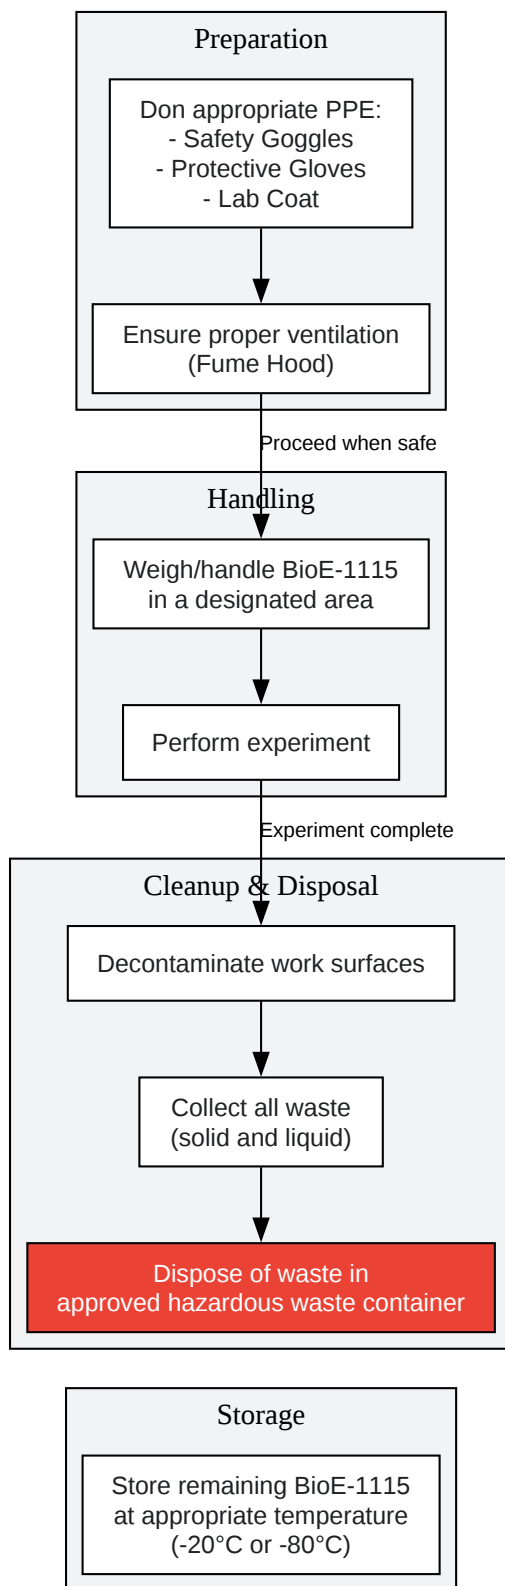 Preparation
Don appropriate PPE:
- Safety Goggles
- Protective Gloves
- Lab Coat
Ensure proper ventilation
(Fume Hood)
Proceed when safe
Handling
Weigh/handle BioE-1115
in a designated area
Perform experiment
Experiment complete
Cleanup & Disposal
Decontaminate work surfaces
Collect all waste
(solid and liquid)
Dispose of waste in
approved hazardous waste container
Storage
Store remaining BioE-1115
at appropriate temperature
(-20°C or -80°C)